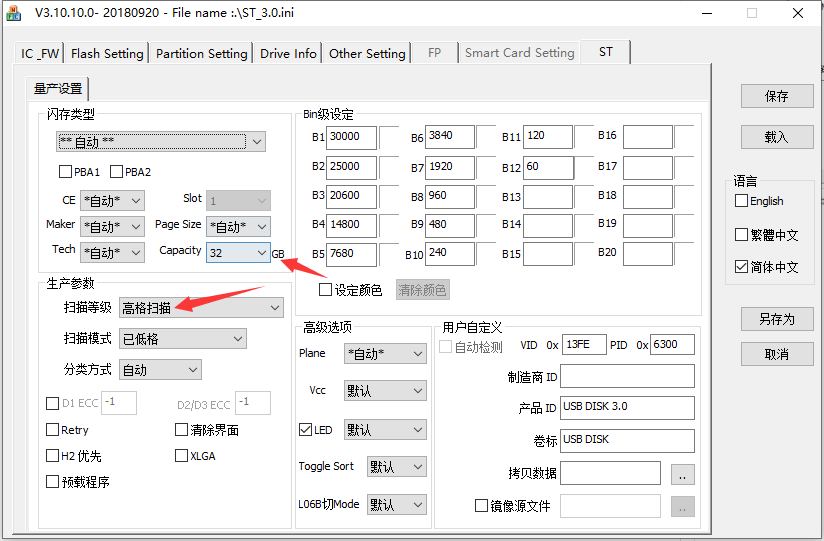 V3.10.10.0- 20180920 - File name :.\ST_3.0.ini
IC _FW Flash Setting Partition Setting Drive Info Other Setting FP Smart Card Setting ST
量产设置
闪存类型
** 自动 **
PBA1 PBA2
CE *自动* Slot 1
Maker *自动* Page Size *自动*
Tech *自动* Capacity 32 GB
生产参数
扫描等级 高格扫描
扫描模式 已低格
分类方式 自动
D1 ECC -1 D2/D3 ECC -1
Retry 清除界面
H2 优先 XLGA
预载程序
Bin级设定
B1 30000 B6 3840 B11 120 B16
B2 25000 B7 1920 B12 60 B17
B3 20600 B8 960 B13 B18
B4 14800 B9 480 B14 B19
B5 7680 B10 240 B15 B20
设定颜色 清除颜色
高级选项
Plane *自动*
Vcc 默认
LED 默认
Toggle Sort 默认
L06B切Mode 默认
用户自定义
自动检测 VID 0x 13FE PID 0x 6300
制造商 ID
产品 ID USB DISK 3.0
卷标 USB DISK
拷贝数据 ..
镜像源文件 ..
保存
载入
语言
English
繁體中文
简体中文
另存为
取消